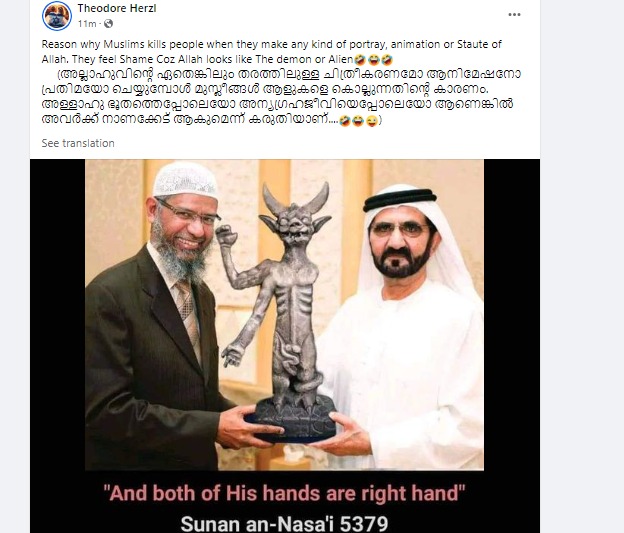 Theodore Herzl
11m ·
Reason why Muslims kills people when they make any kind of portray, animation or Staute of
Allah. They feel Shame Coz Allah looks like The demon or Alien🤣😂🤣
(അല്ലാഹുവിന്റെ ഏതെങ്കിലും തരത്തിലുള്ള ചിത്രീകരണമോ ആനിമേഷനോ
പ്രതിമയോ ചെയ്യുമ്പോൾ മുസ്ലീങ്ങൾ ആളുകളെ കൊല്ലുന്നതിന്റെ കാരണം.
അള്ളാഹു ഭൂതത്തെപ്പോലെയോ അന്യഗ്രഹജീവിയെപ്പോലെയോ ആണെങ്കിൽ
അവർക്ക് നാണക്കേട് ആകുമെന്ന് കരുതിയാണ്....🤣😂😜)
See translation
"And both of His hands are right hand"
Sunan an-Nasa'i 5379